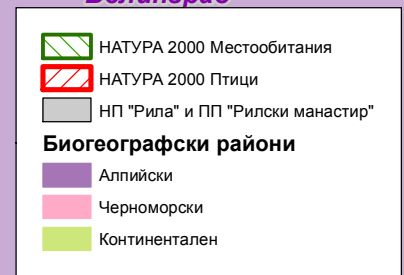 НАТУРА 2000 Местообитания
НАТУРА 2000 Птици
НП "Рила" и ПП "Рилски манастир"
Биогеографски райони
Алпийски
Черноморски
Континентален